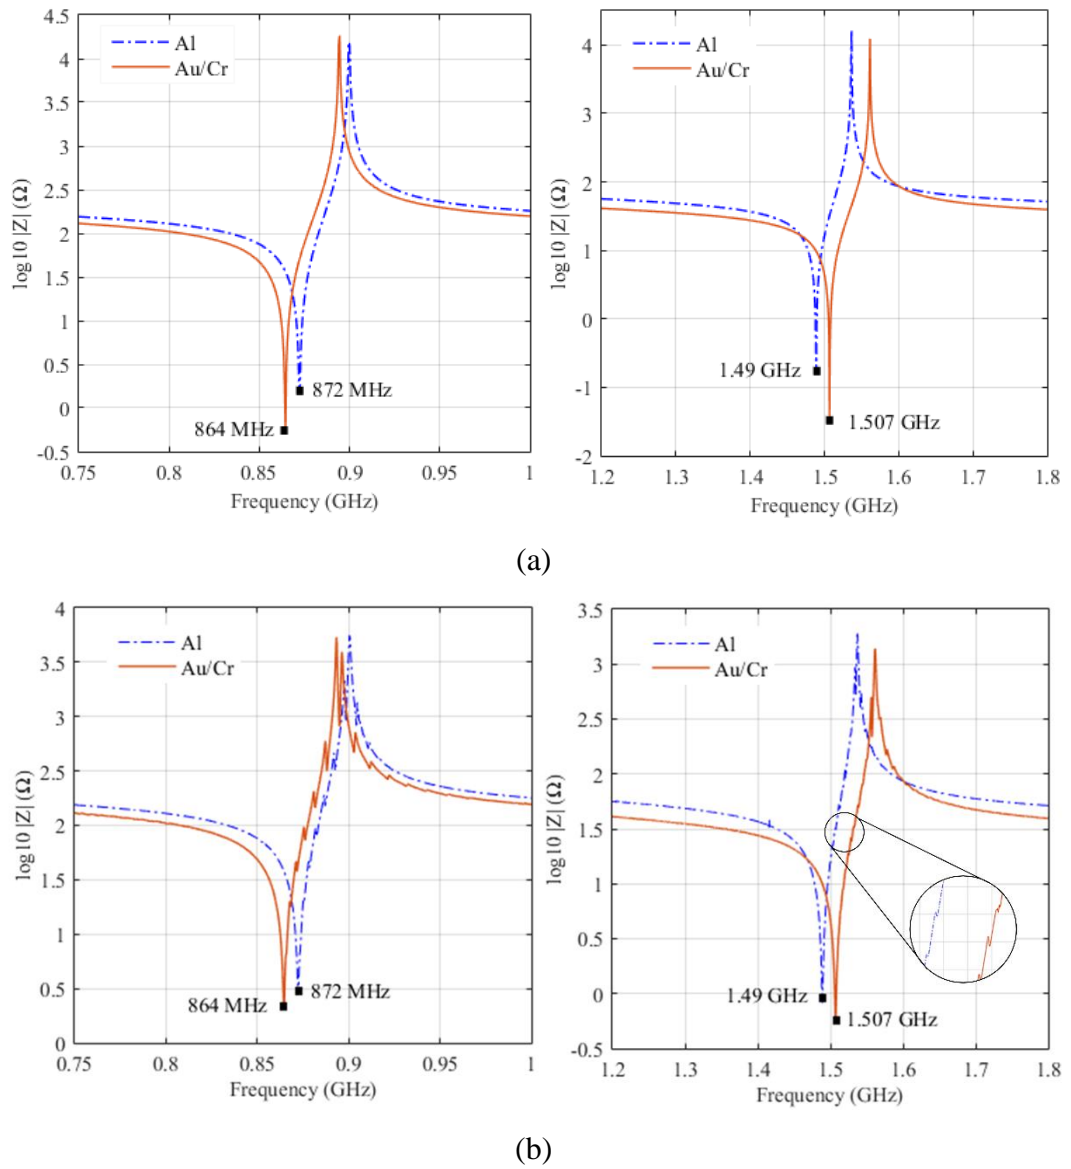 4.5
4
3.5
3
2.5
2
1.5
1
0.5
0
-0.5
log10 |Z| (Ω)
Al
Au/Cr
872 MHz
864 MHz
0.75 0.8 0.85 0.9 0.95 1
Frequency (GHz)
4
3
2
1
0
-1
-2
log10 |Z| (Ω)
Al
Au/Cr
1.49 GHz
1.507 GHz
1.2 1.3 1.4 1.5 1.6 1.7 1.8
Frequency (GHz)
(a)
4
3.5
3
2.5
2
1.5
1
0.5
0
log10 |Z| (Ω)
Al
Au/Cr
872 MHz
864 MHz
0.75 0.8 0.85 0.9 0.95 1
Frequency (GHz)
3.5
3
2.5
2
1.5
1
0.5
0
-0.5
log10 |Z| (Ω)
Al
Au/Cr
1.49 GHz
1.507 GHz
1.2 1.3 1.4 1.5 1.6 1.7 1.8
Frequency (GHz)
(b)